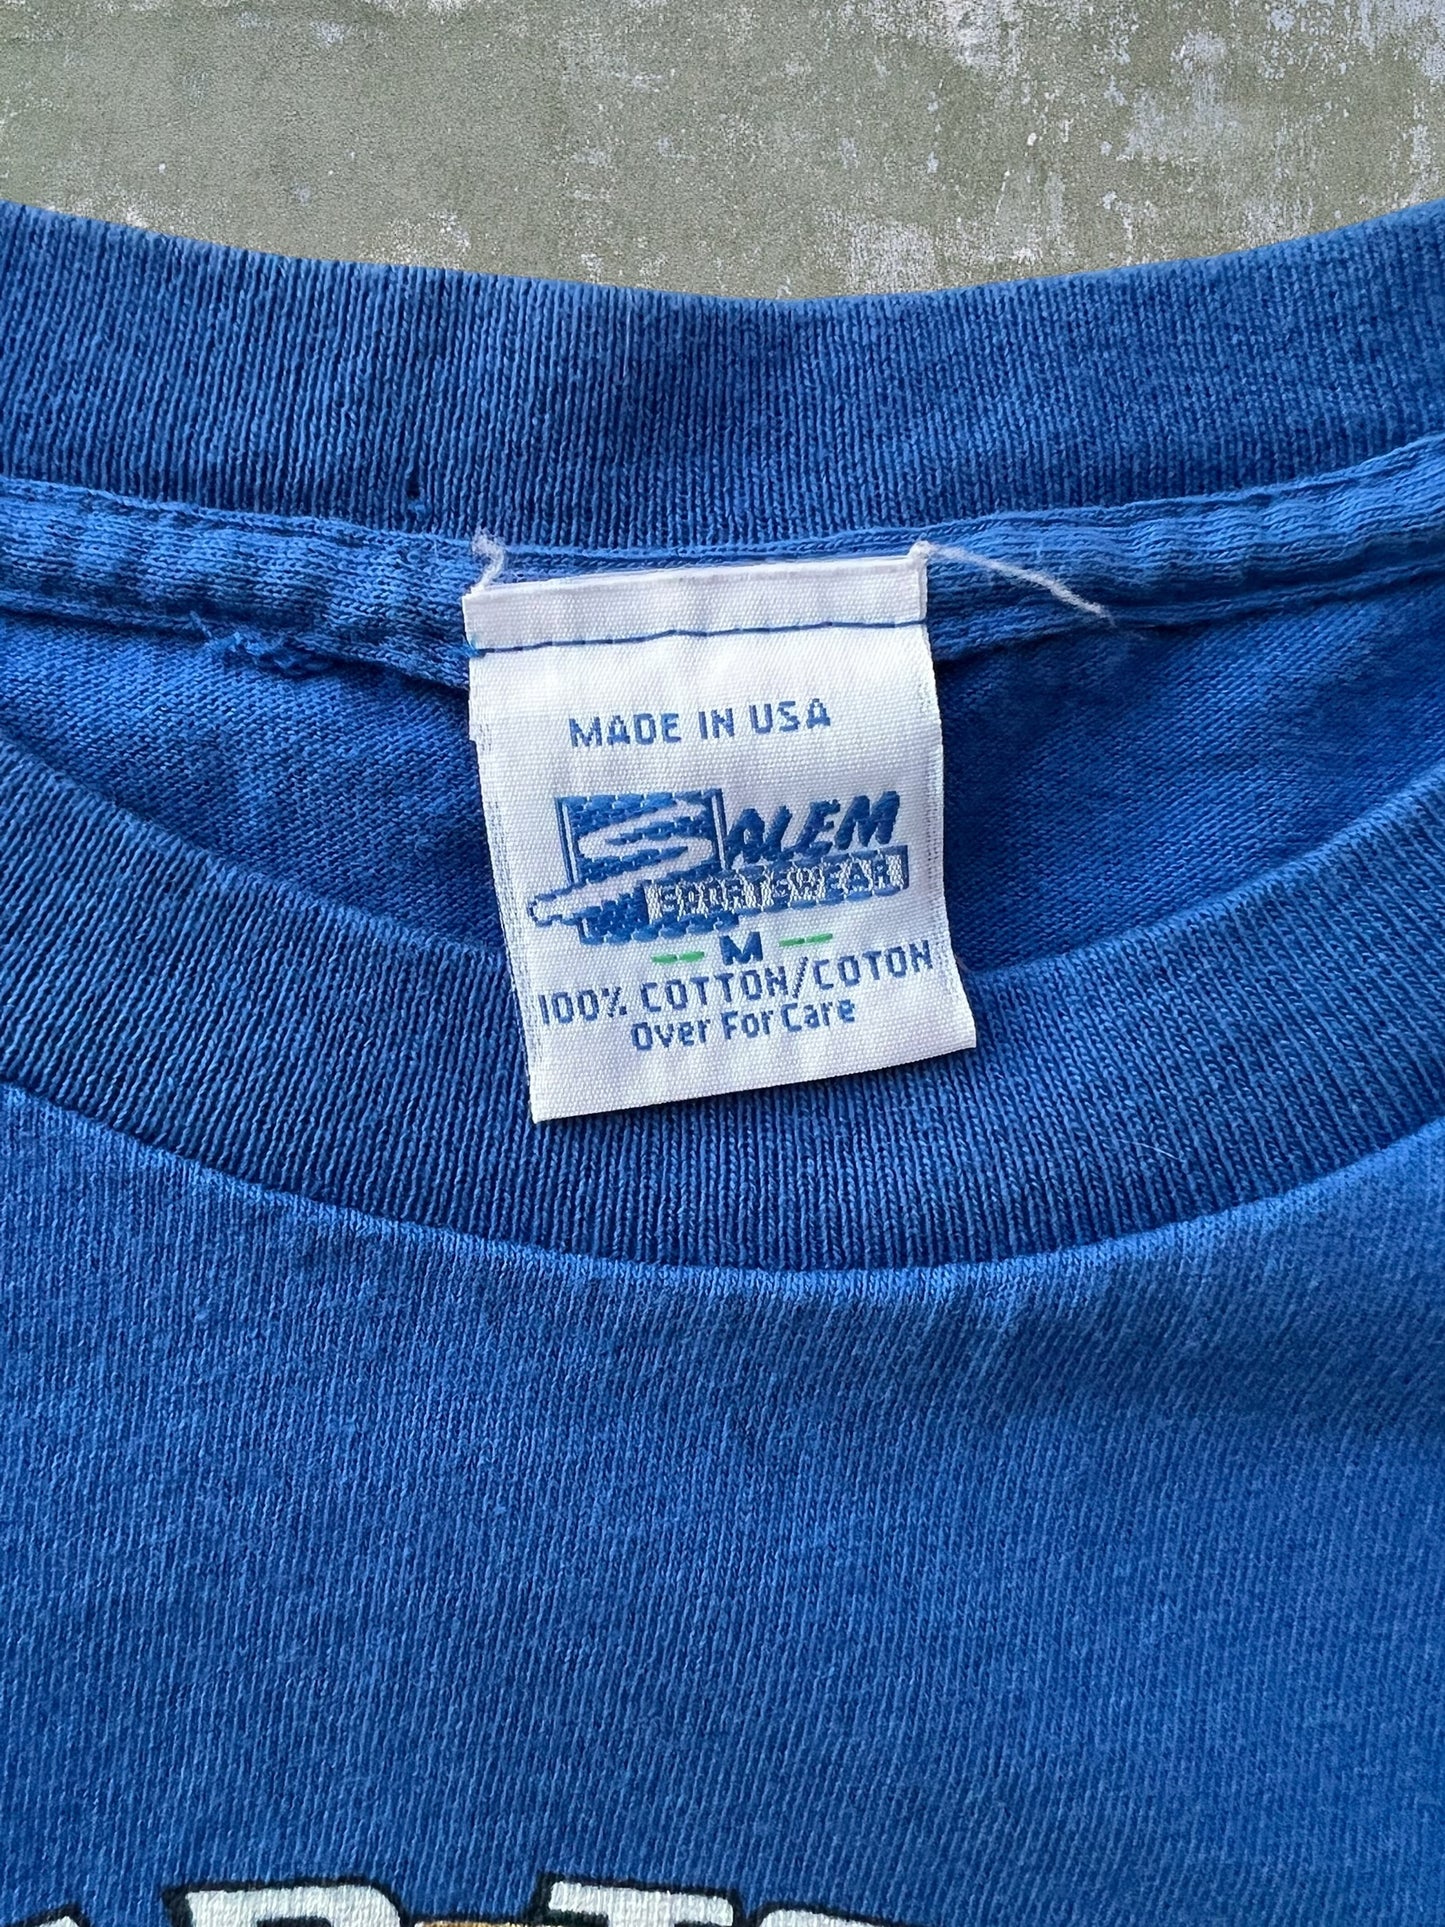 MADE IN USA
SALEM
SPORTSWEAR
M
100% COTTON/COTON
Over For Care